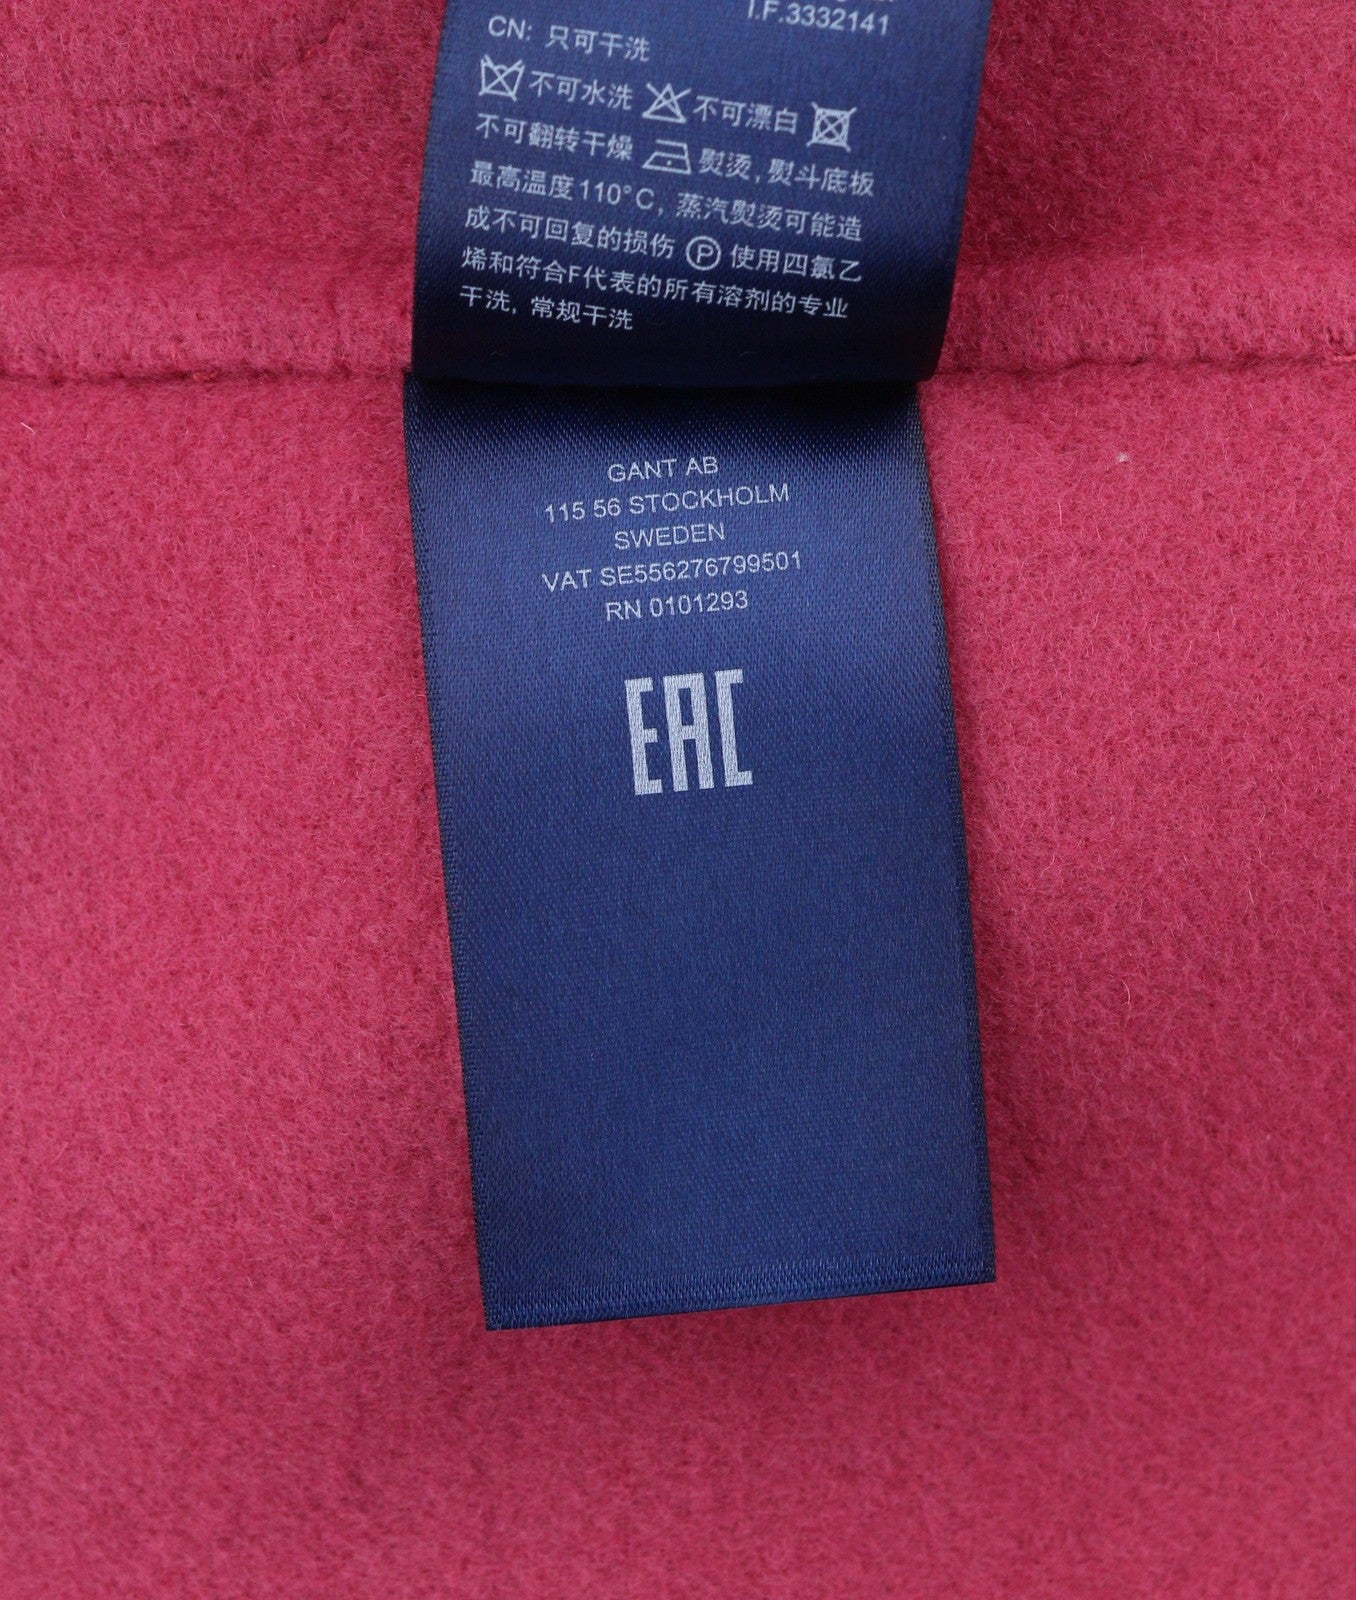 I.F.3332141
CN: 只可干洗
不可水洗 不可漂白
不可翻转干燥 熨烫, 熨斗底板
最高温度110°C, 蒸汽熨烫可能造
成不可回复的损伤 P 使用四氯乙
烯和符合F代表的所有溶剂的专业
干洗, 常规干洗
GANT AB
115 56 STOCKHOLM
SWEDEN
VAT SE556276799501
RN 0101293
EAC